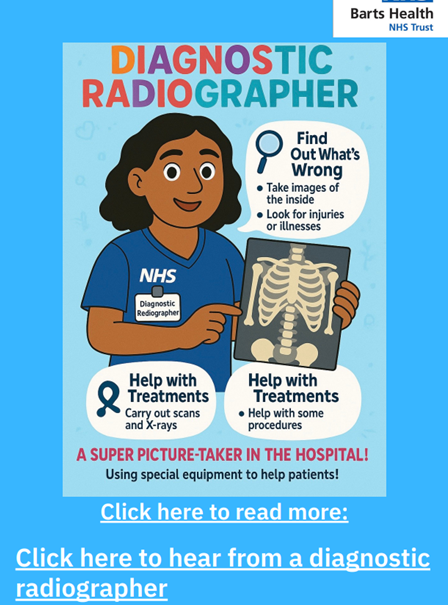 Barts Health
NHS Trust
DIAGNOSTIC
RADIOGRAPHER
Find
Out What's
Wrong
• Take images of
the inside
• Look for injuries
or illnesses
NHS
Diagnostic
Rediographer
Help with
Treatments
Carry out scans
and X-rays
Help with
Treatments
• Help with some
procedures
A SUPER PICTURE-TAKER IN THE HOSPITAL!
Using special equipment to help patients!
Click here to read more:
Click here to hear from a diagnostic
radiographer